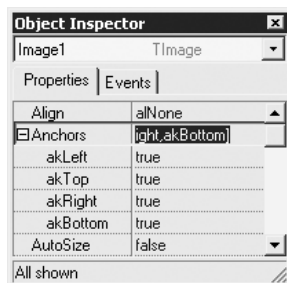 Object Inspector
Image1 TImage
Properties Events
Align alNone
Anchors ight,akBottom]
akLeft true
akTop true
akRight true
akBottom true
AutoSize false
All shown